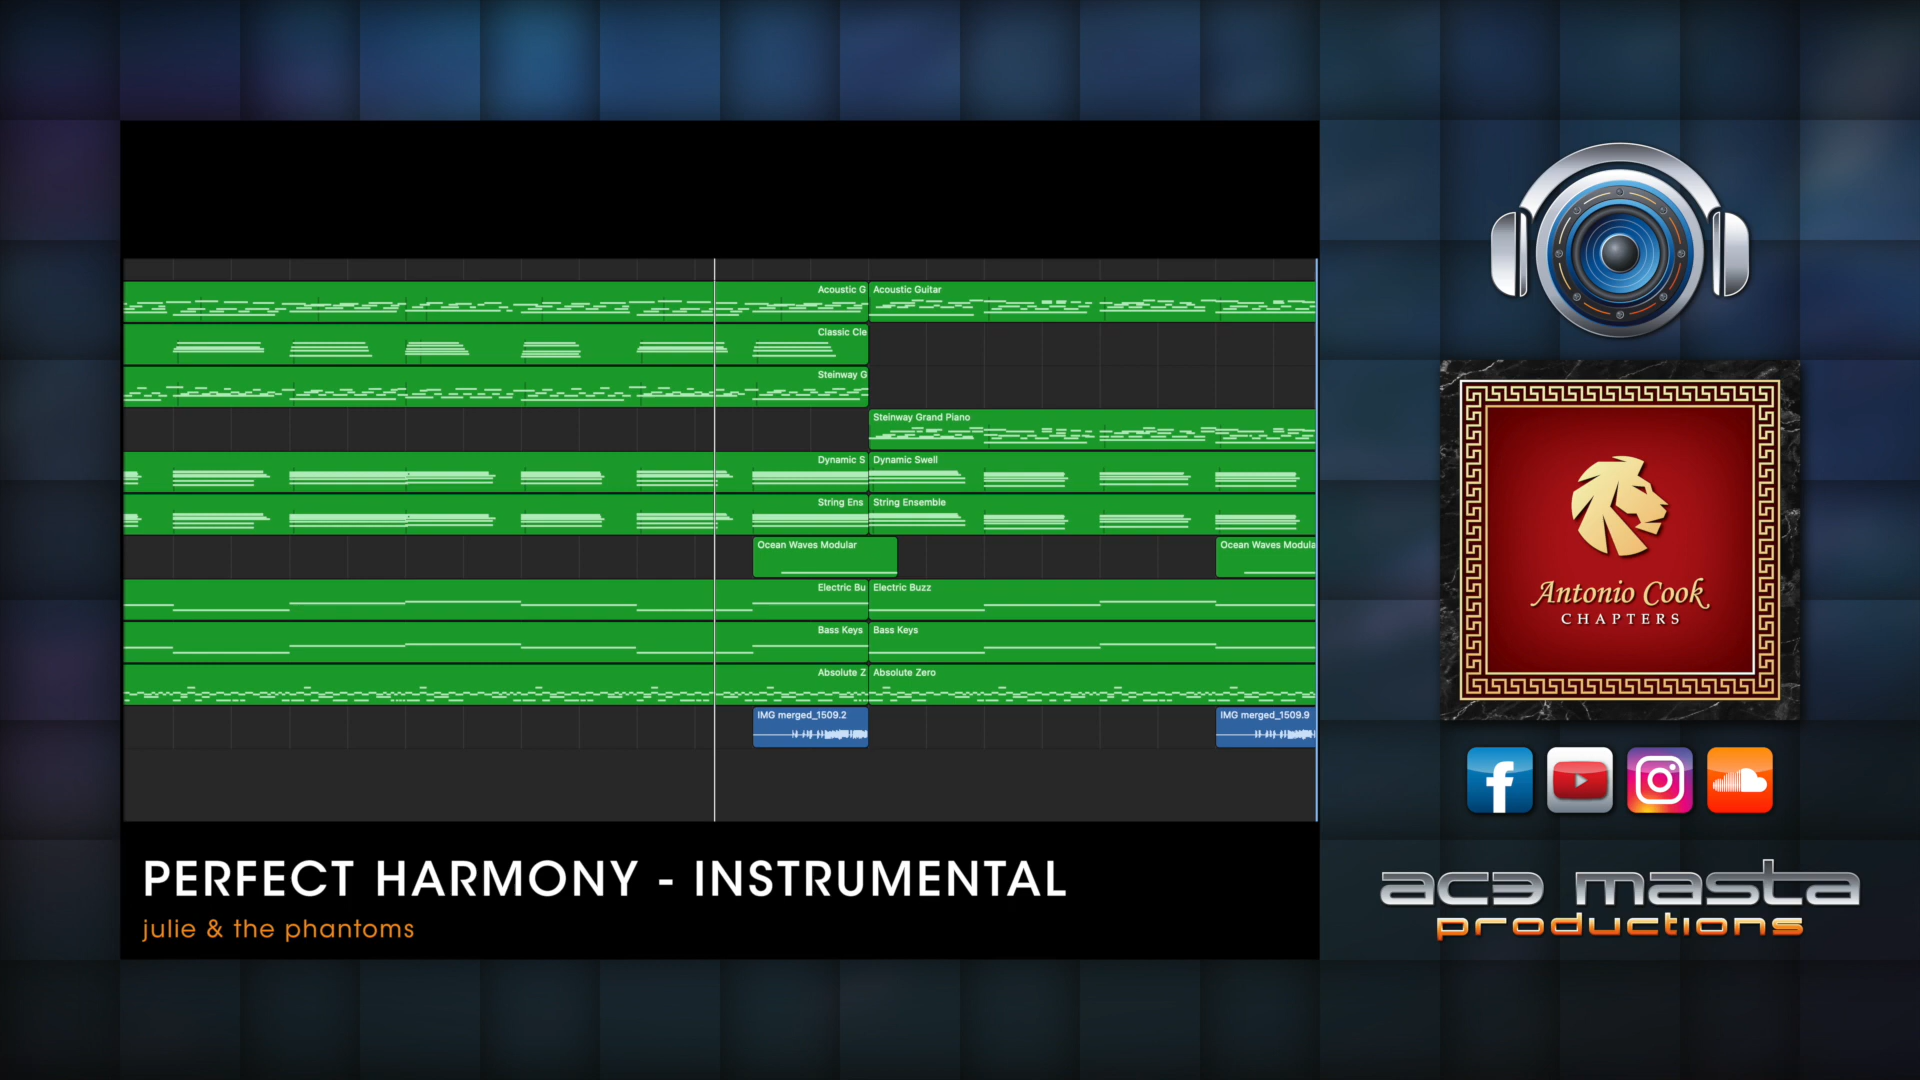 Acoustic G Acoustic Guitar
Classic Cle
Steinway G
Steinway Grand Piano
Dynamic S Dynamic Swell
String Ens String Ensemble
Ocean Waves Modular Ocean Waves Modula
Electric Bu Electric Buzz
Bass Keys Bass Keys
Absolute Z Absolute Zero
IMG merged_1509.2 IMG merged_1509.9
PERFECT HARMONY - INSTRUMENTAL
julie & the phantoms
Antonio Cook
CHAPTERS
ac3 masta
productions